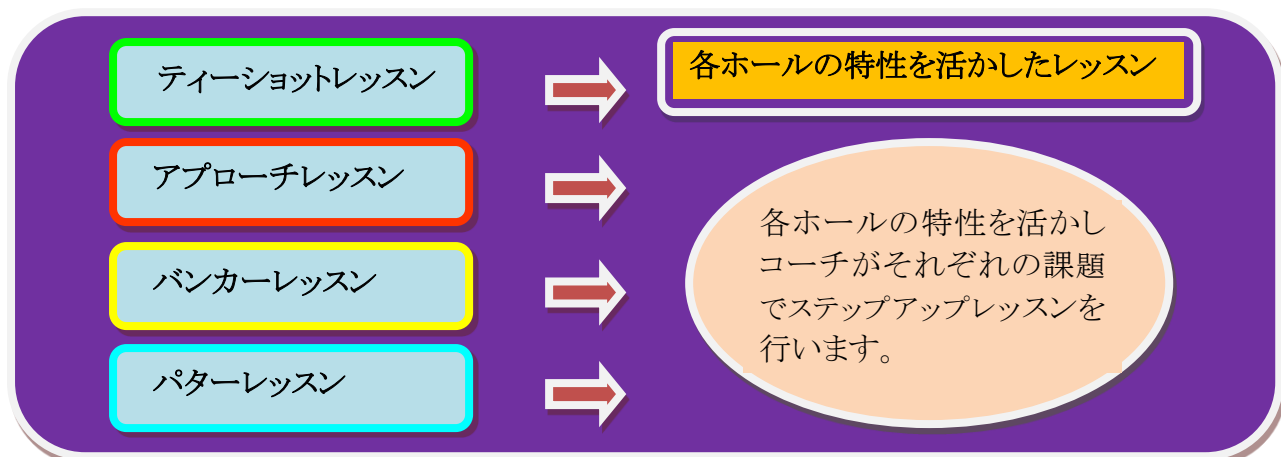 ティーショットレッスン
アプローチレッスン
バンカーレッスン
パターレッスン
各ホールの特性を活かしたレッスン
各ホールの特性を活かし
コーチがそれぞれの課題
でステップアップレッスンを
行います。